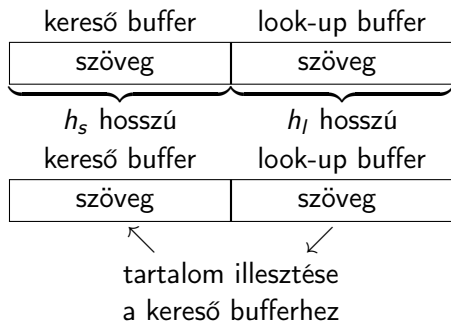 kereső buffer look-up buffer
szöveg szöveg
h_s hosszú h_l hosszú
kereső buffer look-up buffer
szöveg szöveg
tartalom illesztése
a kereső bufferhez